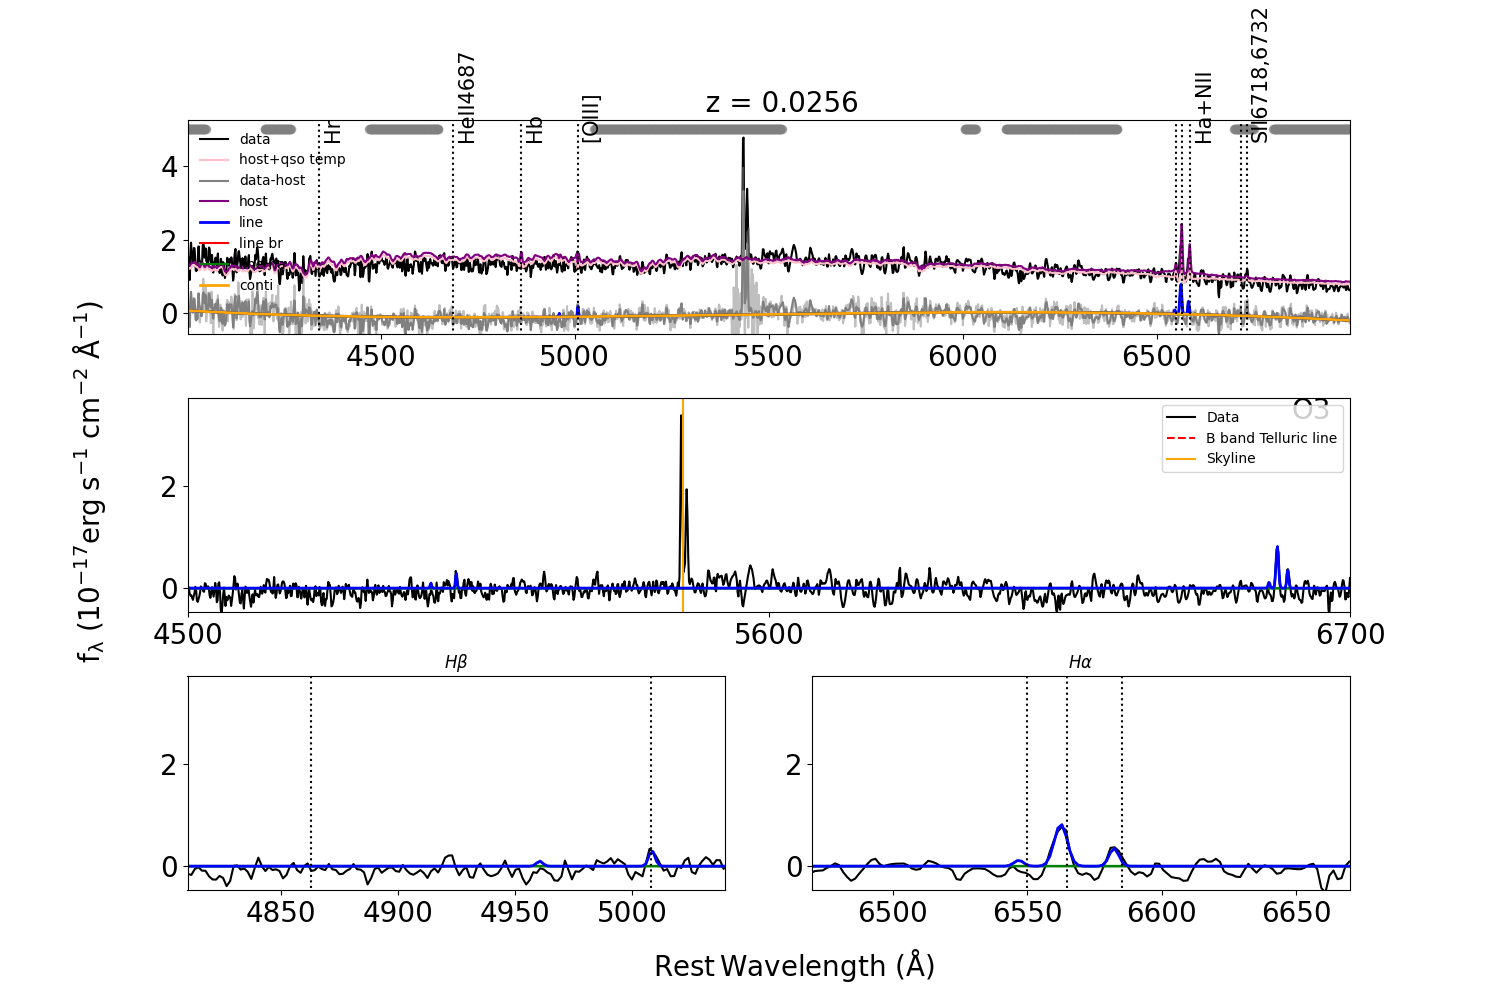 z = 0.0256
Hr
HeII4687
Hb
[OIII]
Ha+NII
SII6718,6732
data
host+qso temp
data-host
host
line
line br
conti
4
2
0
4500 5000 5500 6000 6500
O3
Data
B band Telluric line
Skyline
2
0
4500 5600 6700
Hβ
2
0
4850 4900 4950 5000
Hα
2
0
6500 6550 6600 6650
fλ (10⁻¹⁷erg s⁻¹ cm⁻² Å⁻¹)
Rest Wavelength (Å)